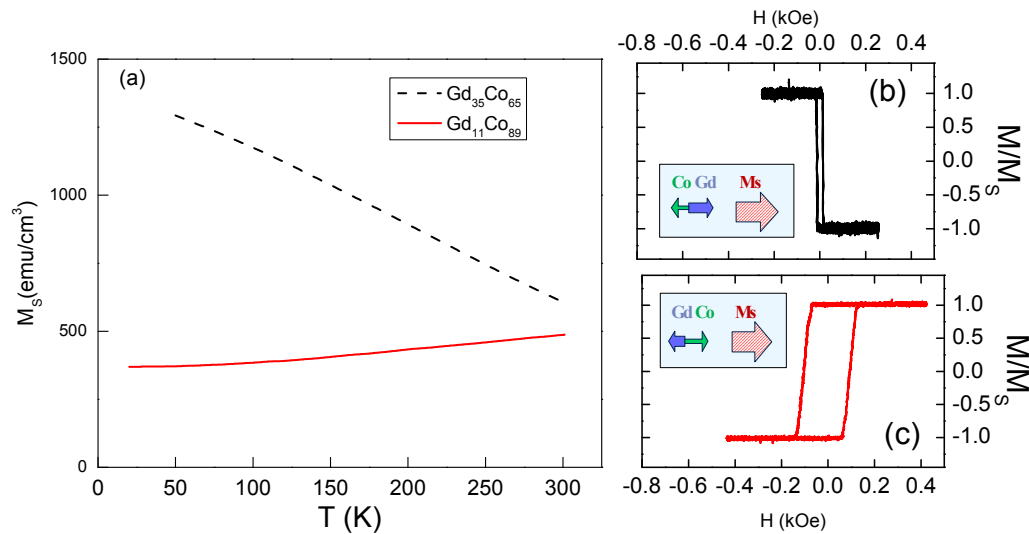 (a)
1500
1000
500
0
M_S(emu/cm³)
0 50 100 150 200 250 300
T (K)
Gd₃₅Co₆₅
Gd₁₁Co₈₉
H (kOe)
-0.8 -0.6 -0.4 -0.2 0.0 0.2 0.4
(b)
1.0
0.5
0.0
-0.5
-1.0
M/M_S
Co Gd Ms
(c)
1.0
0.5
0.0
-0.5
-1.0
M/M_S
Gd Co Ms
-0.8 -0.6 -0.4 -0.2 0.0 0.2 0.4
H (kOe)